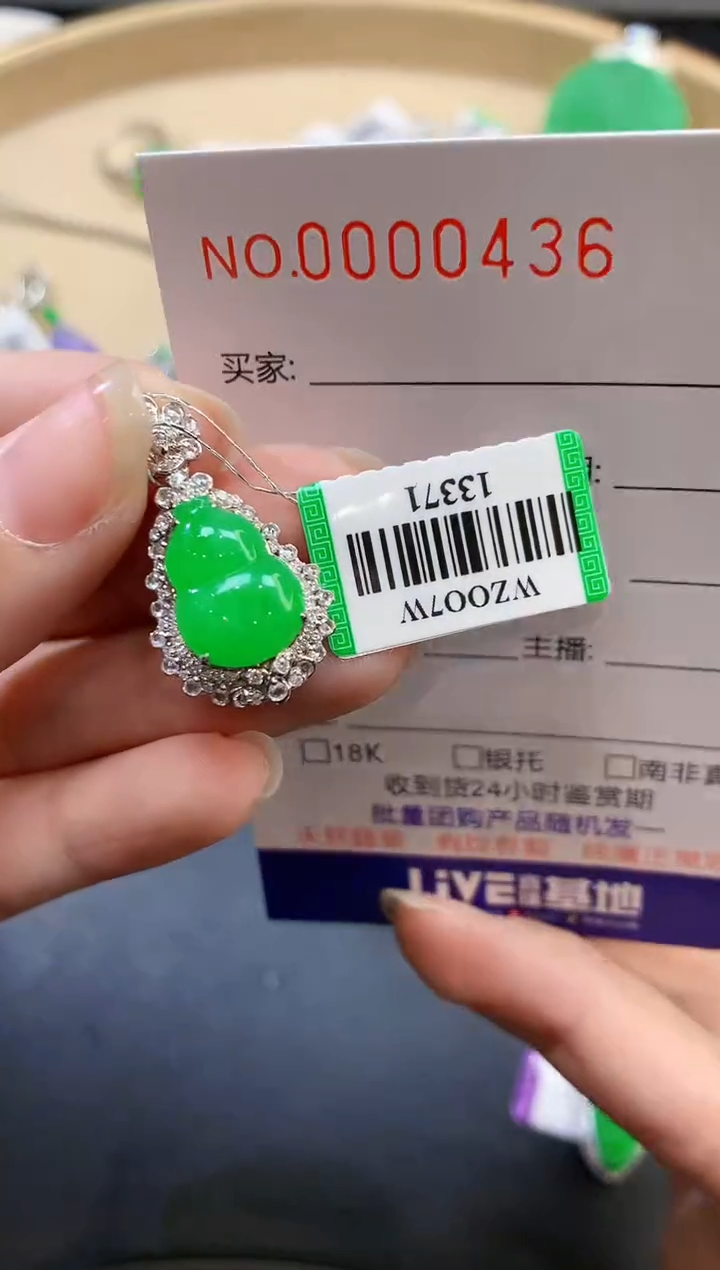 NO.0000436
买家:
WZ007W
13371
主播:
□18K □银托 □南非真
收到货24小时鉴赏期
批量团购产品随机发一
LiVE 基地